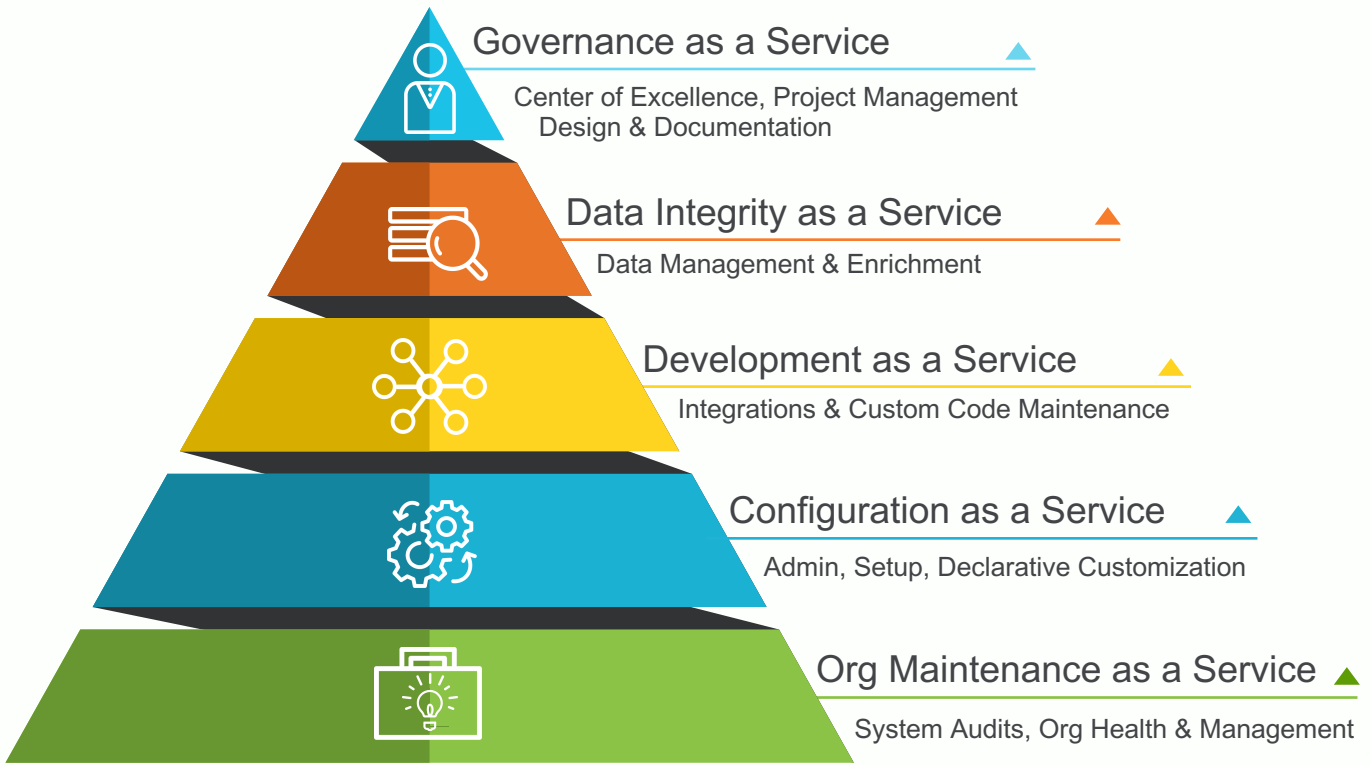 Governance as a Service
Center of Excellence, Project Management
Design & Documentation
Data Integrity as a Service
Data Management & Enrichment
Development as a Service
Integrations & Custom Code Maintenance
Configuration as a Service
Admin, Setup, Declarative Customization
Org Maintenance as a Service
System Audits, Org Health & Management